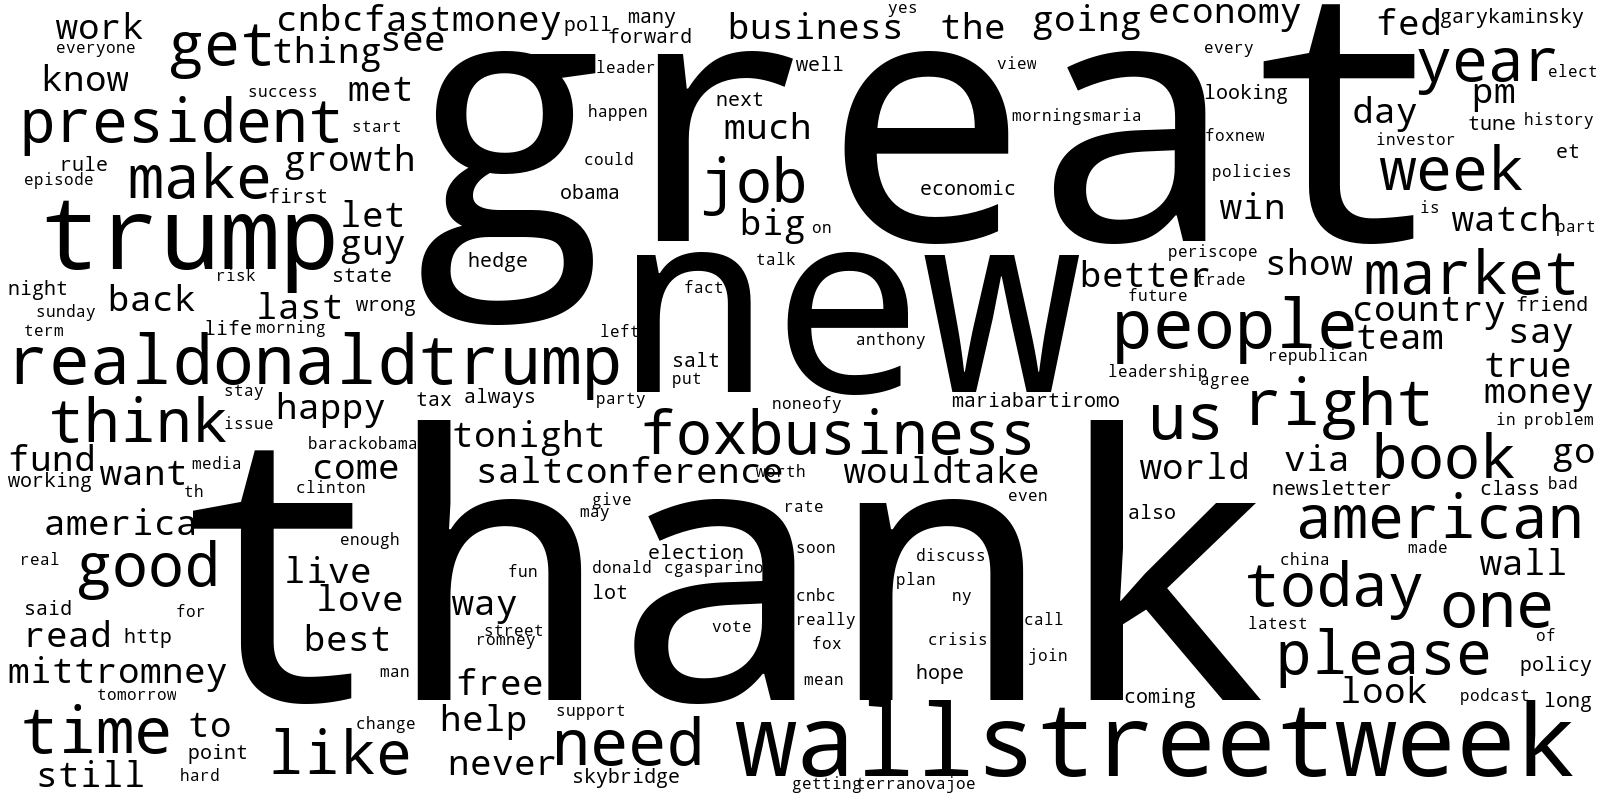 work cnbcfastmoney poll many yes business the going economy fed garykaminsky
everyone get thing see forward
know success met leader well view every year elect
president start happen next much morningsmaria looking day pm
rule growth great foxnew investor tune history
episode make first could job economic policies week et
trump let obama big on win is watch part
guy hedge talk periscope show market
night risk state new better trade
sunday back last wrong fact future country friend
term life morning left anthony people team say
realdonaldtrump salt republican true
stay put leadership agree money
think happy tax always party noneofy mariabartiromo right
issue barackobama tonight foxbusiness us in problem
fund want media come saltconference worth wouldtake world via book go
working th clinton give even newsletter class bad
america thank may rate also american
real enough election soon discuss made
good live fun donald cgasparino plan china wall
said for love way lot cnbc ny today one
read http best street romney vote really fox crisis call latest of
mittromney man mean hope join please policy
tomorrow free coming look podcast long
time to change help support wallstreetweek
point like never need
still hard skybridge getting terranovajoe